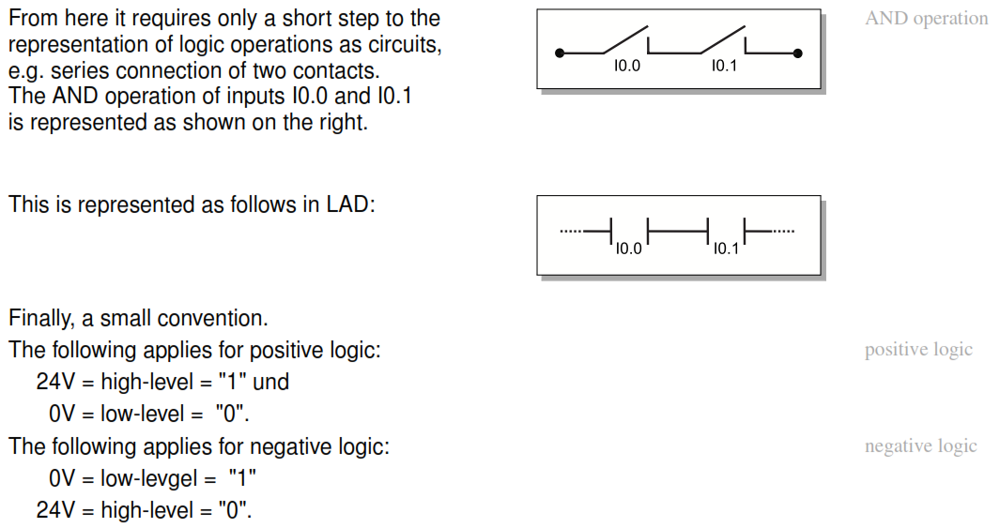 From here it requires only a short step to the
representation of logic operations as circuits,
e.g. series connection of two contacts.
The AND operation of inputs I0.0 and I0.1
is represented as shown on the right.
I0.0 I0.1
AND operation
This is represented as follows in LAD:
I0.0 I0.1
Finally, a small convention.
The following applies for positive logic:
positive logic
24V = high-level = "1" und
0V = low-level = "0".
The following applies for negative logic:
negative logic
0V = low-levgel = "1"
24V = high-level = "0".